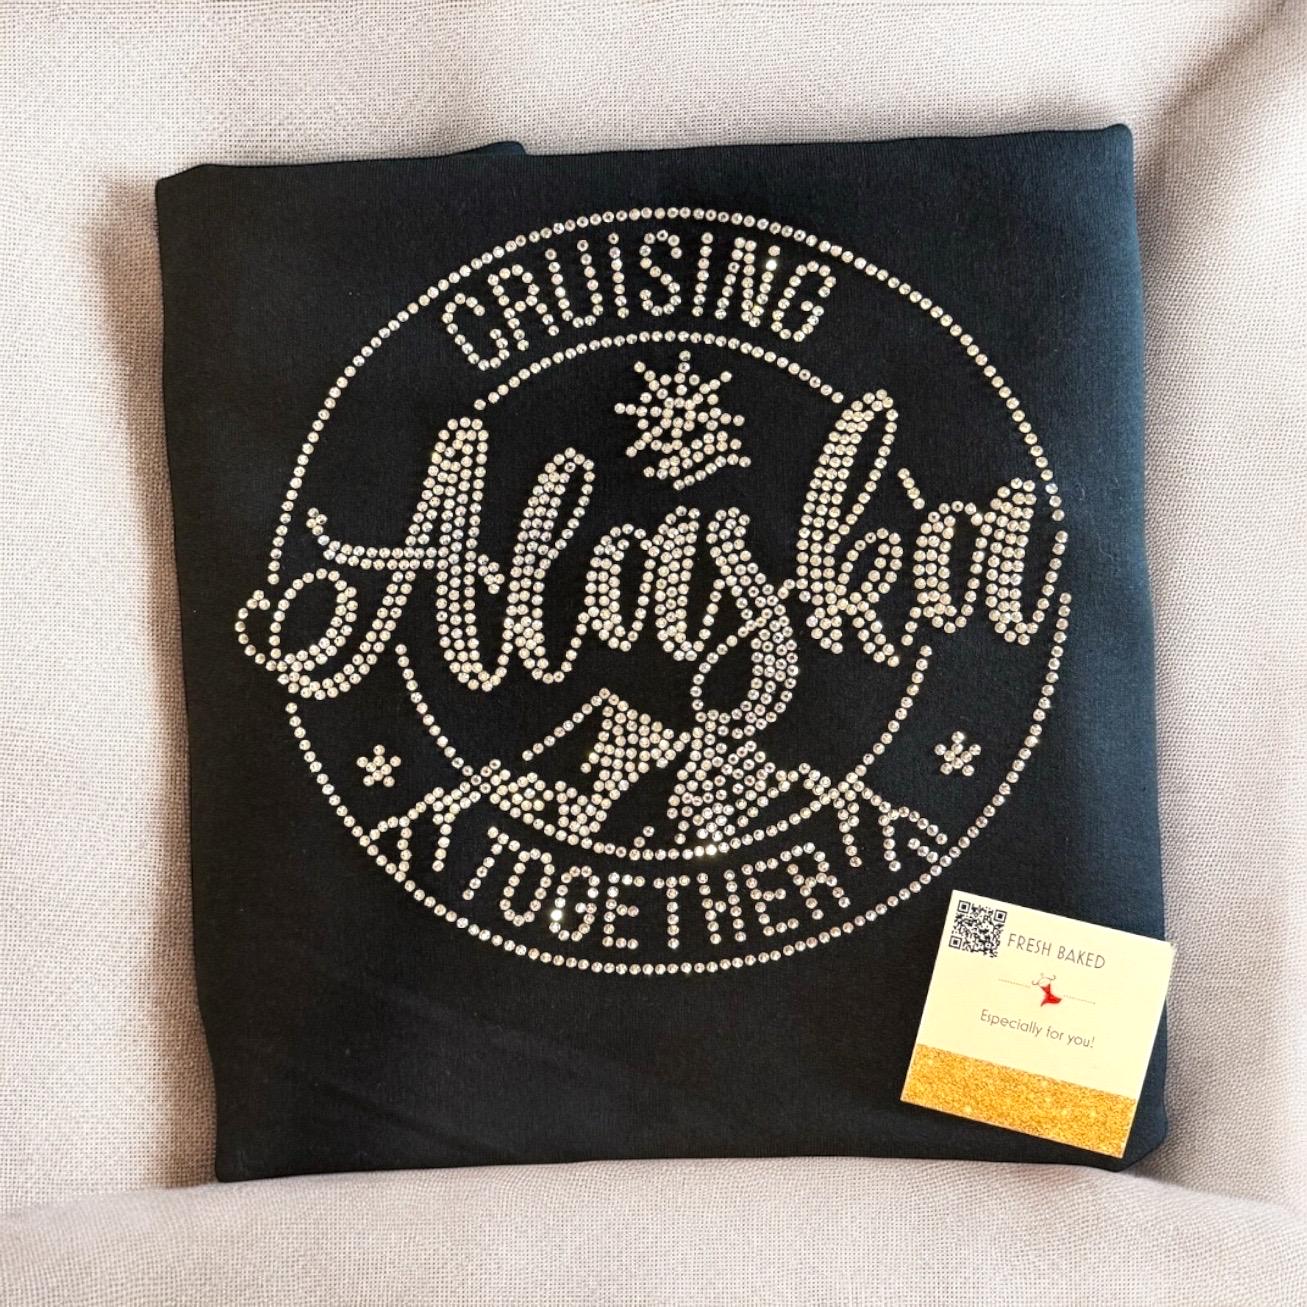 CRUISING
Alaska
TOGETHER
FRESH BAKED
Especially for you!